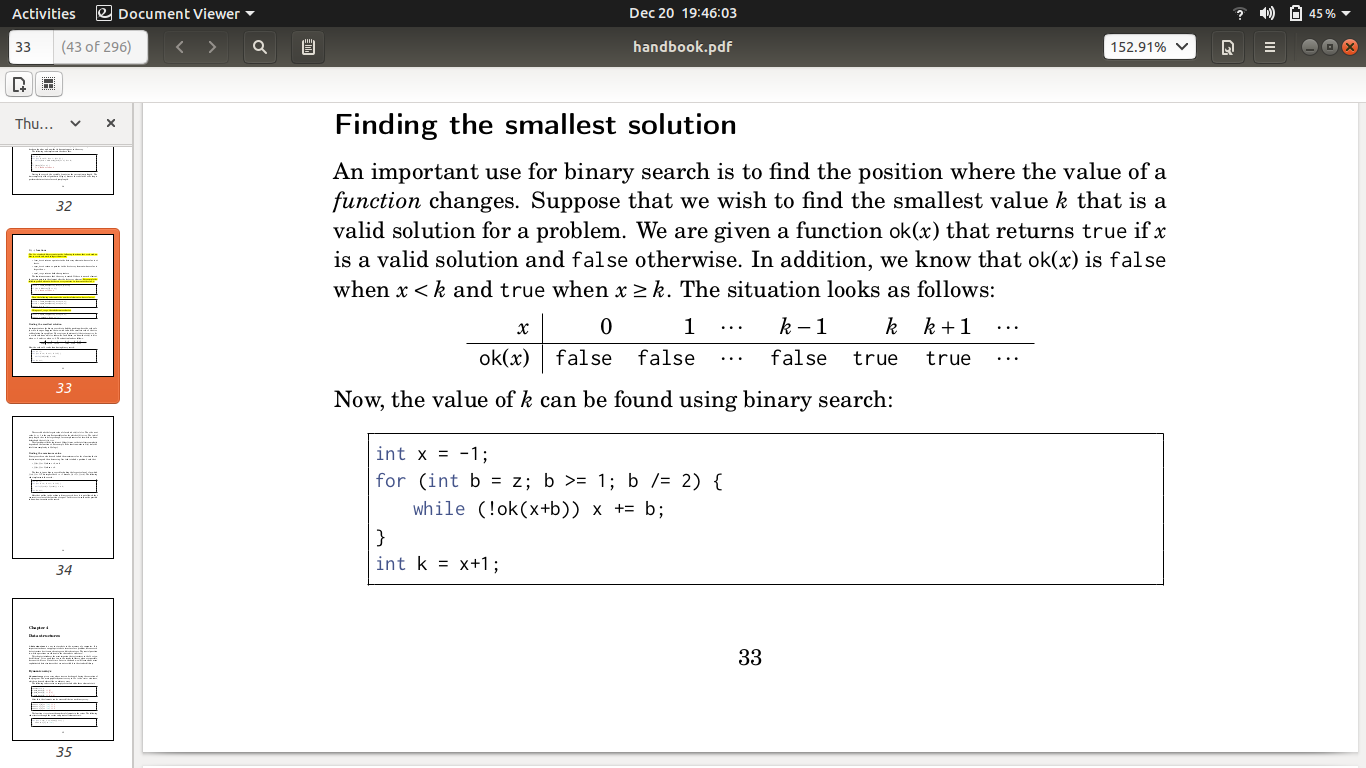 Activities Document Viewer Dec 20 19:46:03 45 %
33 (43 of 296) handbook.pdf 152.91%
Thu...
32
33
34
Chapter 4
Data structures
35
Finding the smallest solution
An important use for binary search is to find the position where the value of a
function changes. Suppose that we wish to find the smallest value k that is a
valid solution for a problem. We are given a function ok(x) that returns true if x
is a valid solution and false otherwise. In addition, we know that ok(x) is false
when x < k and true when x ≥ k. The situation looks as follows:
x 0 1 ··· k − 1 k k + 1 ···
ok(x) false false ··· false true true ···
Now, the value of k can be found using binary search:
int x = -1;
for (int b = z; b >= 1; b /= 2) {
while (!ok(x+b)) x += b;
}
int k = x+1;
33